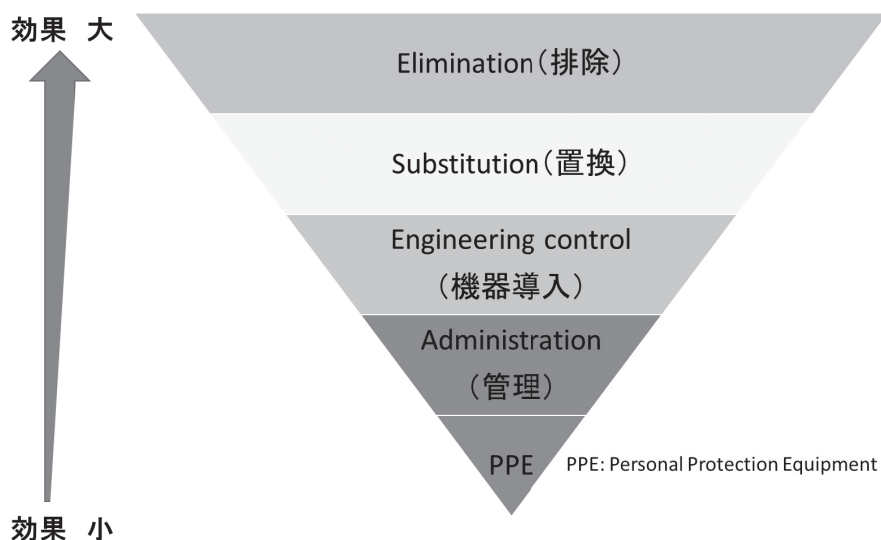 効果 大
Elimination（排除）
Substitution（置換）
Engineering control
（機器導入）
Administration
（管理）
PPE
PPE: Personal Protection Equipment
効果 小